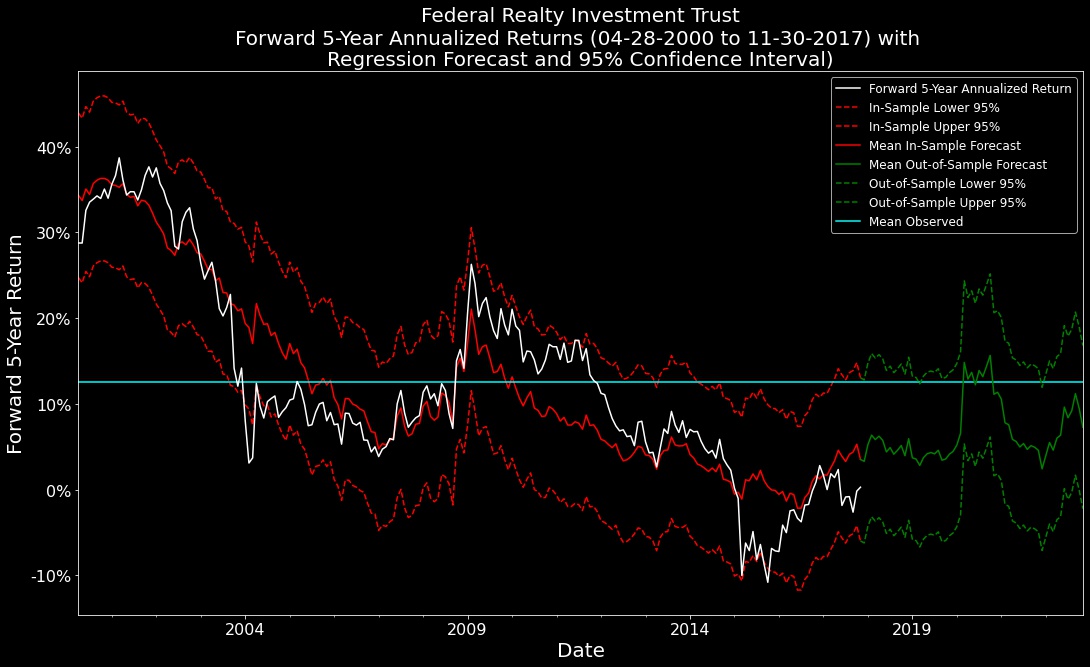 Federal Realty Investment Trust
Forward 5-Year Annualized Returns (04-28-2000 to 11-30-2017) with
Regression Forecast and 95% Confidence Interval)
Forward 5-Year Annualized Return
In-Sample Lower 95%
In-Sample Upper 95%
Mean In-Sample Forecast
Mean Out-of-Sample Forecast
Out-of-Sample Lower 95%
Out-of-Sample Upper 95%
Mean Observed
Forward 5-Year Return
40%
30%
20%
10%
0%
-10%
2004
2009
2014
2019
Date